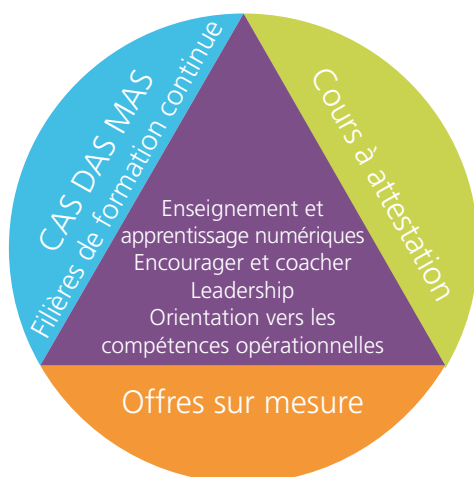 CAS DAS MAS
Filières de formation continue
Cours à attestation
Enseignement et
apprentissage numériques
Encourager et coacher
Leadership
Orientation vers les
compétences opérationnelles
Offres sur mesure